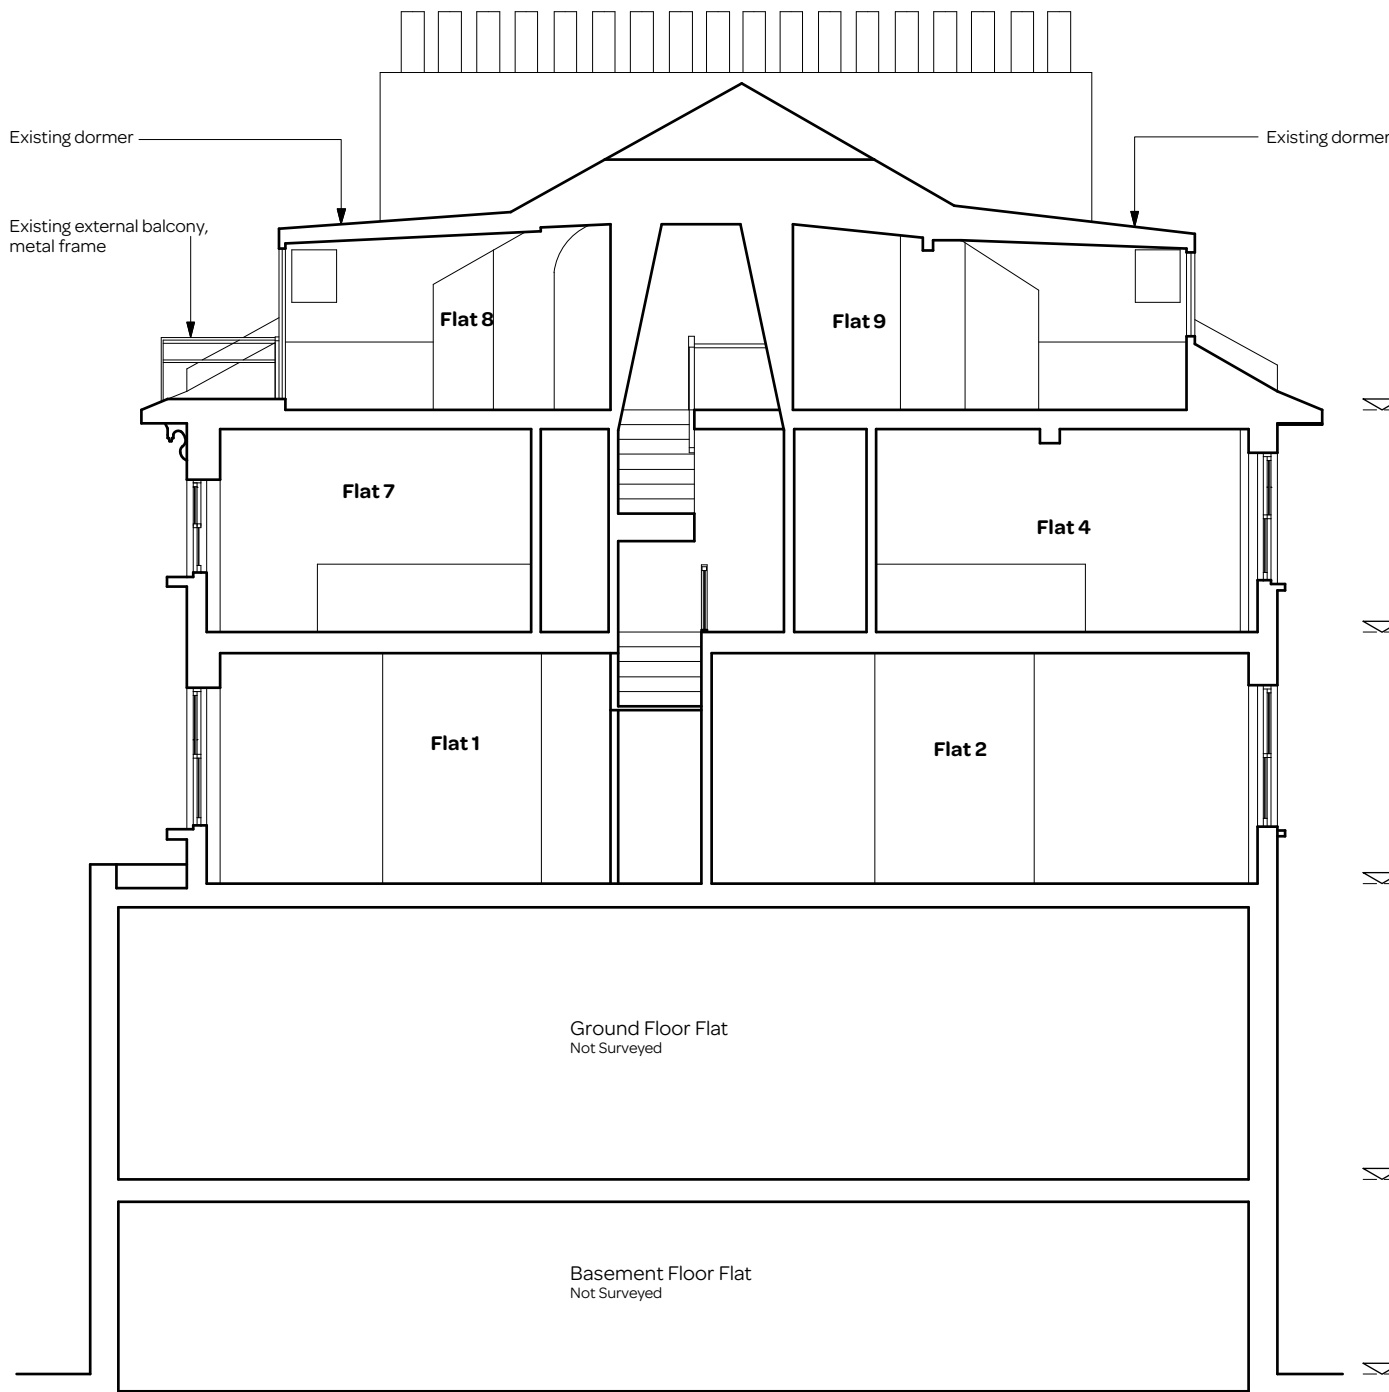 Existing dormer
Existing dormer
Existing external balcony,
metal frame
Flat 8
Flat 9
Flat 7
Flat 4
Flat 1
Flat 2
Ground Floor Flat
Not Surveyed
Basement Floor Flat
Not Surveyed